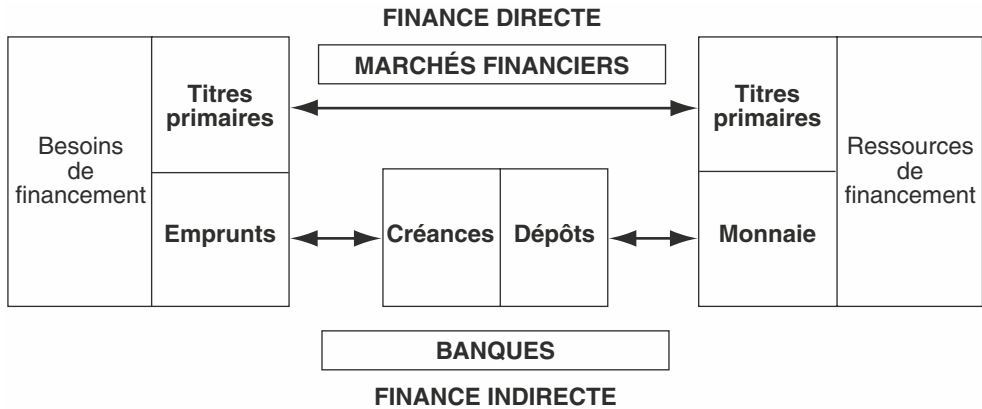 FINANCE DIRECTE
MARCHÉS FINANCIERS
Besoins
de
financement
Titres
primaires
Titres
primaires
Ressources
de
financement
Emprunts
Créances
Dépôts
Monnaie
BANQUES
FINANCE INDIRECTE